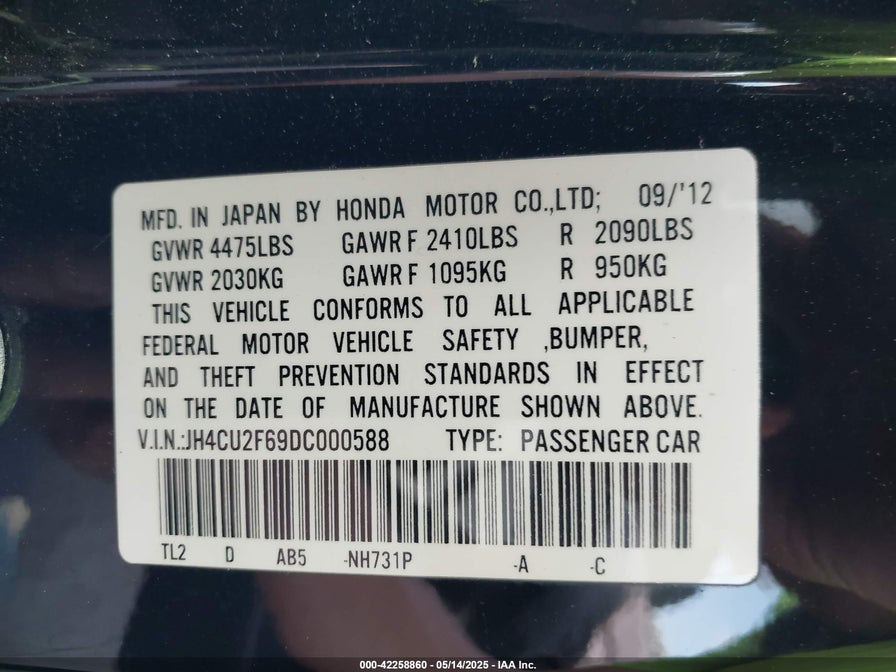 MFD. IN JAPAN BY HONDA MOTOR CO.,LTD; 09/'12
GVWR 4475LBS GAWR F 2410LBS R 2090LBS
GVWR 2030KG GAWR F 1095KG R 950KG
THIS VEHICLE CONFORMS TO ALL APPLICABLE
FEDERAL MOTOR VEHICLE SAFETY ,BUMPER,
AND THEFT PREVENTION STANDARDS IN EFFECT
ON THE DATE OF MANUFACTURE SHOWN ABOVE.
V.I.N.:JH4CU2F69DC000588 TYPE: PASSENGER CAR
TL2 D AB5 -NH731P -A -C
000-42258860 - 05/14/2025 - IAA Inc.